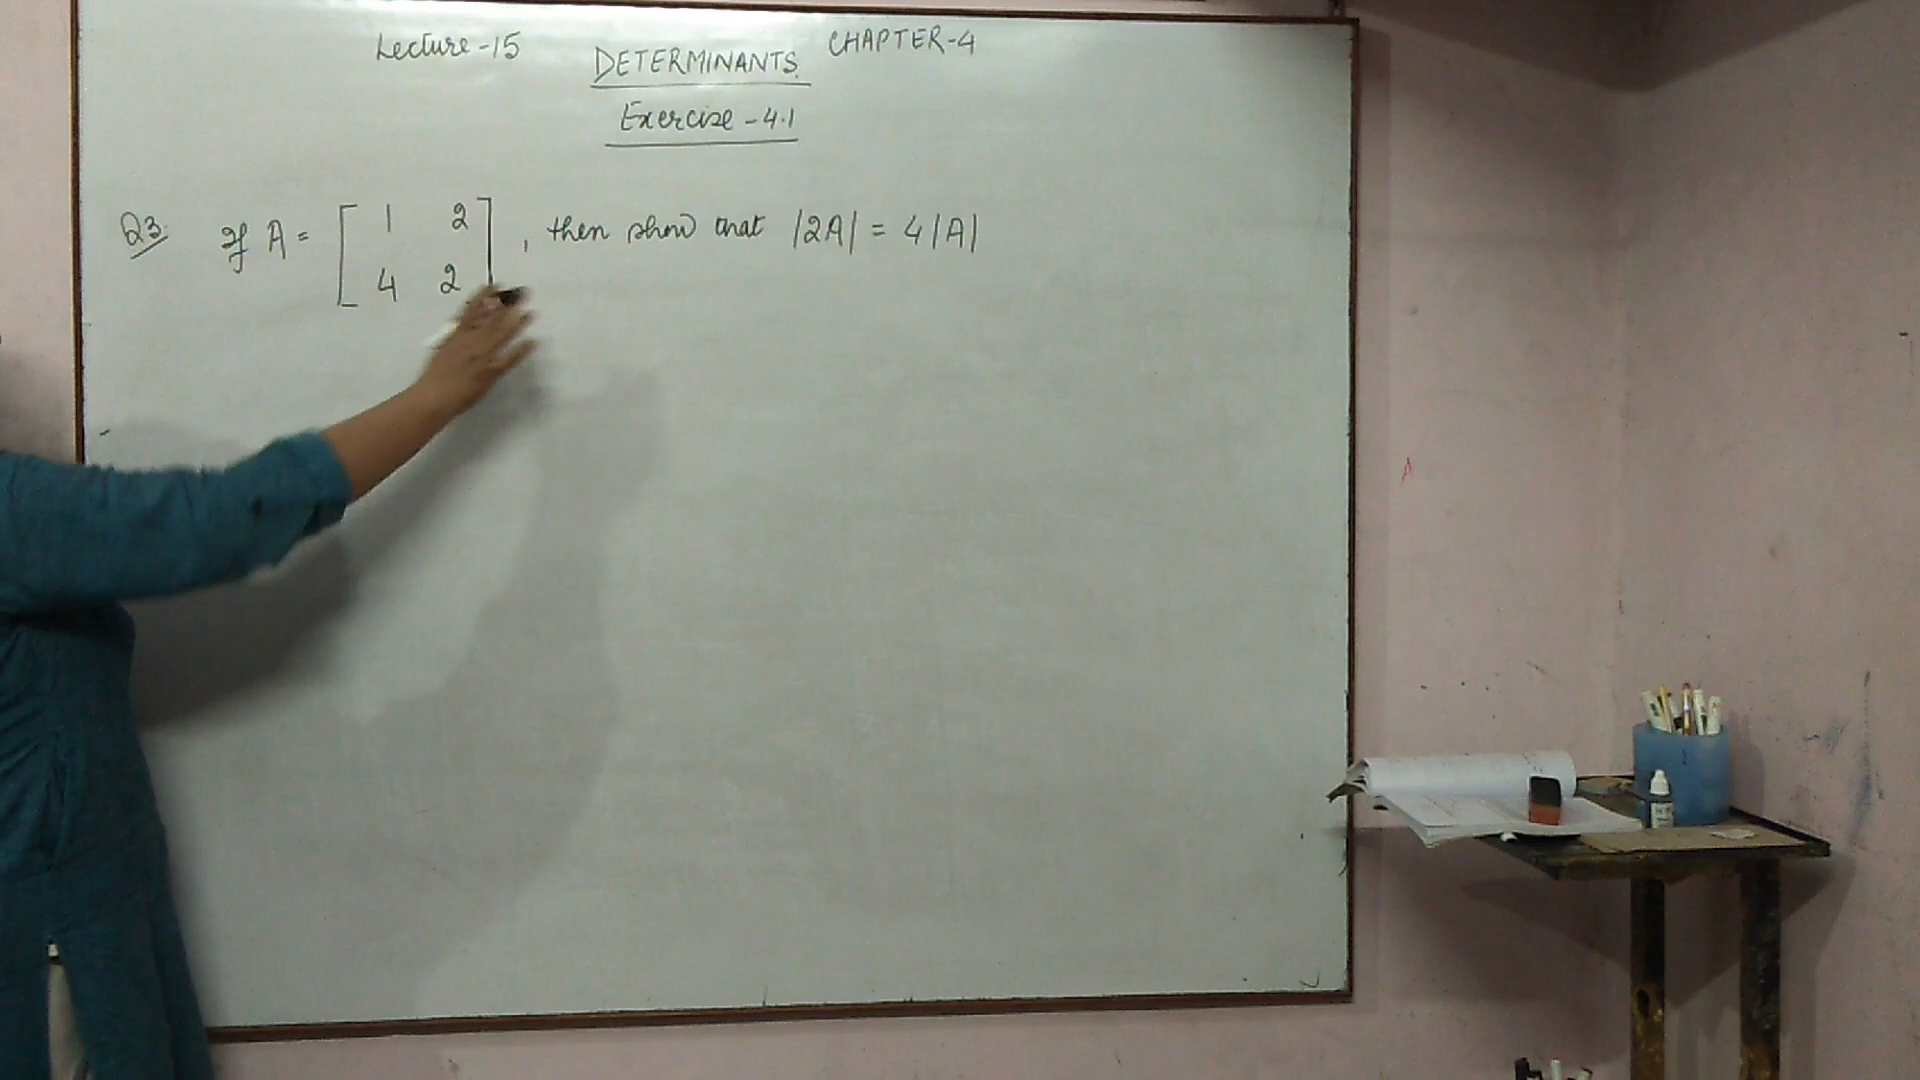 Lecture-15 DETERMINANTS CHAPTER-4
Exercise - 4.1
Q3. If A = [ 1 2 ] , then show that |2A| = 4|A|
[ 4 2 ]